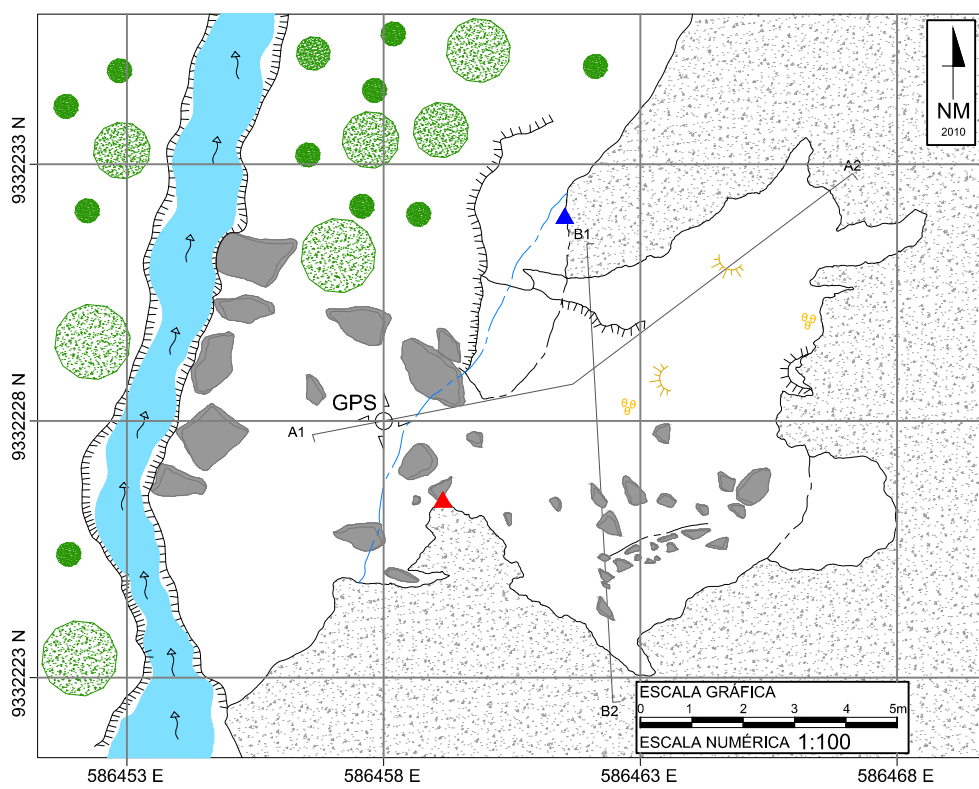 NM
2010
9332233 N
A2
B1
9332228 N
GPS
A1
9332223 N
B2
ESCALA GRÁFICA
0 1 2 3 4 5m
ESCALA NUMÉRICA 1:100
586453 E 586458 E 586463 E 586468 E